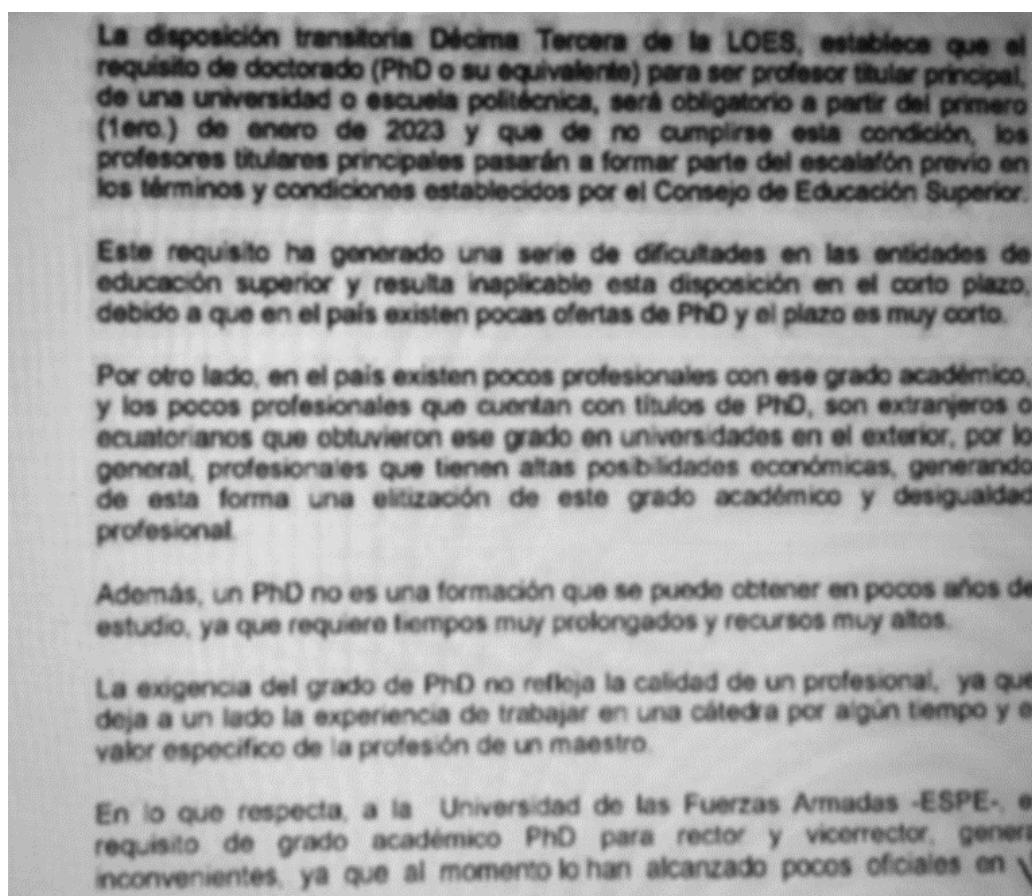 La disposición transitoria Décima Tercera de la LOES, establece que el
requisito de doctorado (PhD o su equivalente) para ser profesor titular principal,
de una universidad o escuela politécnica, será obligatorio a partir del primero
(1ero.) de enero de 2023 y que de no cumplirse esta condición, los
profesores titulares principales pasarán a formar parte del escalafón previo en
los términos y condiciones establecidos por el Consejo de Educación Superior.
Este requisito ha generado una serie de dificultades en las entidades de
educación superior y resulta inaplicable esta disposición en el corto plazo,
debido a que en el país existen pocas ofertas de PhD y el plazo es muy corto.
Por otro lado, en el país existen pocos profesionales con ese grado académico,
y los pocos profesionales que cuentan con títulos de PhD, son extranjeros o
ecuatorianos que obtuvieron ese grado en universidades en el exterior, por lo
general, profesionales que tienen altas posibilidades económicas, generando
de esta forma una elitización de este grado académico y desigualdad
profesional.
Además, un PhD no es una formación que se puede obtener en pocos años de
estudio, ya que requiere tiempos muy prolongados y recursos muy altos.
La exigencia del grado de PhD no refleja la calidad de un profesional, ya que
deja a un lado la experiencia de trabajar en una cátedra por algún tiempo y e
valor especifico de la profesión de un maestro.
En lo que respecta, a la Universidad de las Fuerzas Armadas -ESPE-, e
requisito de grado académico PhD para rector y vicerrector, gener
inconvenientes, ya que al momento lo han alcanzado pocos oficiales en